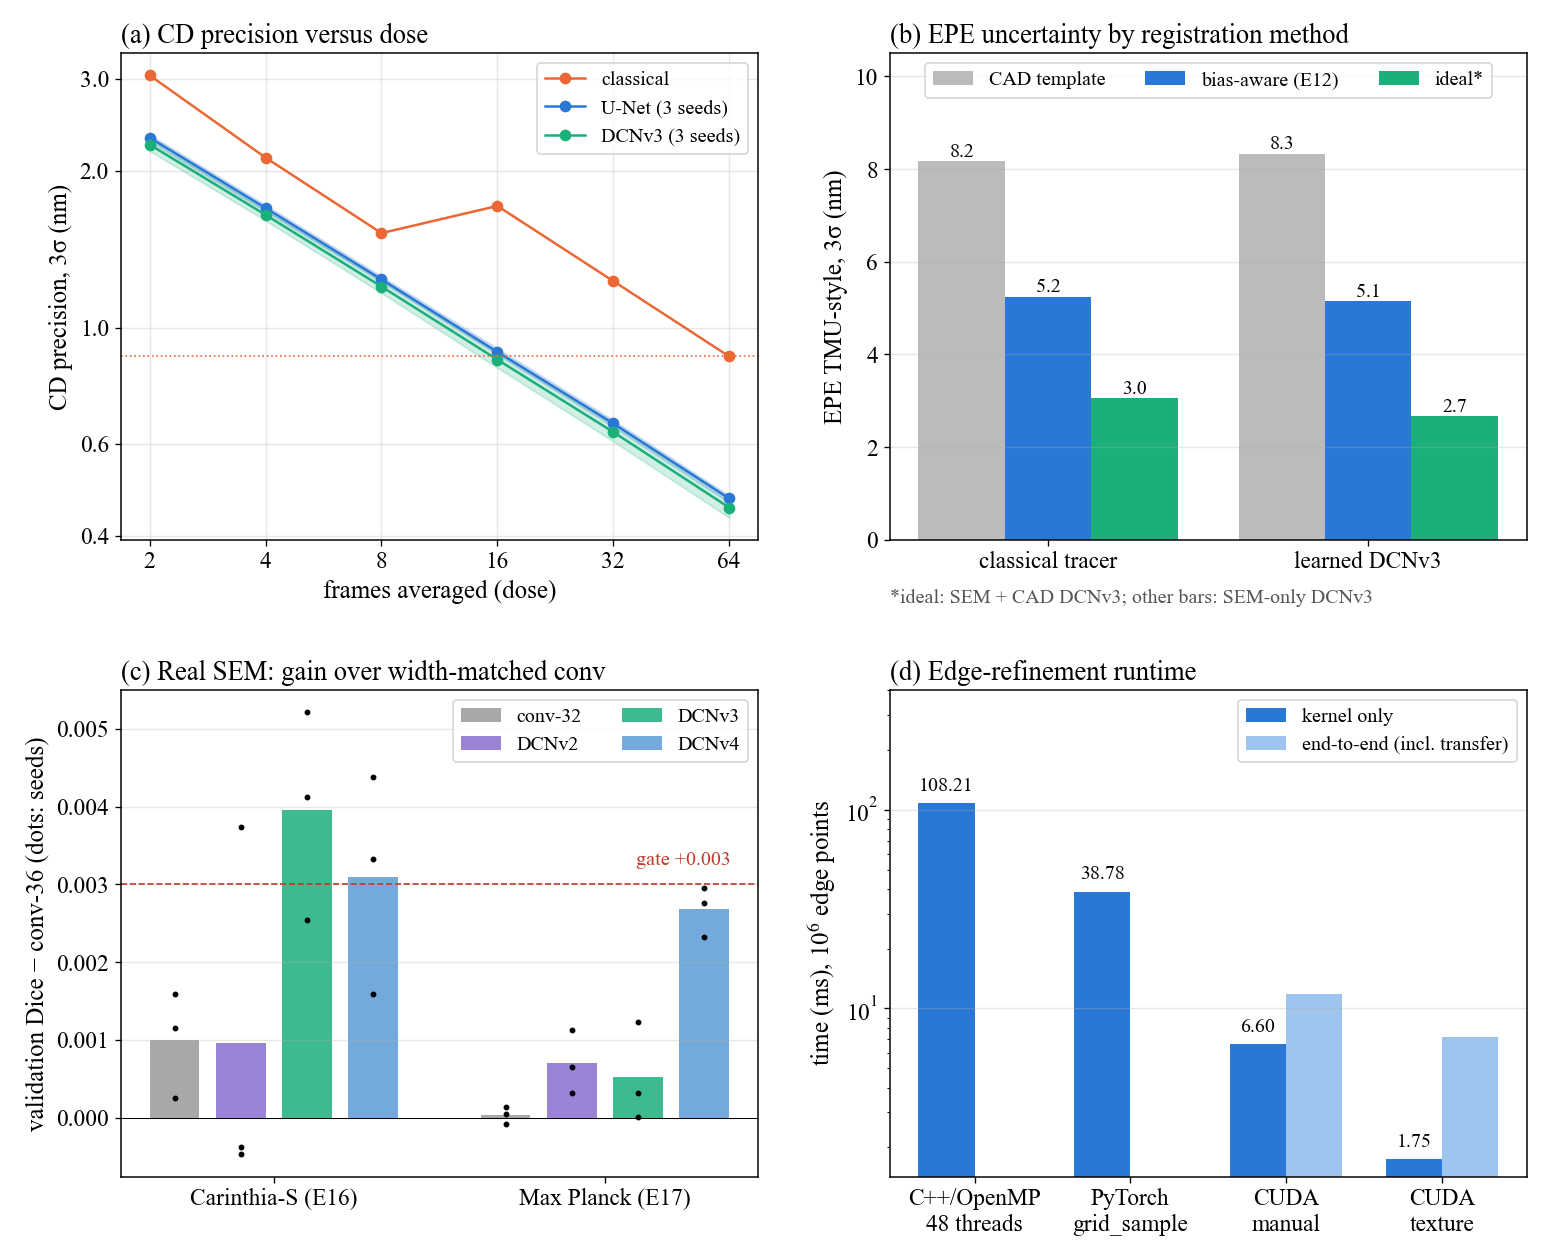 (a) CD precision versus dose
CD precision, 3σ (nm)
3.0
2.0
1.0
0.6
0.4
classical
U-Net (3 seeds)
DCNv3 (3 seeds)
2 4 8 16 32 64
frames averaged (dose)
(b) EPE uncertainty by registration method
EPE TMU-style, 3σ (nm)
10
8
6
4
2
0
CAD template bias-aware (E12) ideal*
8.2 5.2 3.0 8.3 5.1 2.7
classical tracer learned DCNv3
*ideal: SEM + CAD DCNv3; other bars: SEM-only DCNv3
(c) Real SEM: gain over width-matched conv
validation Dice − conv-36 (dots: seeds)
0.005
0.004
0.003
0.002
0.001
0.000
conv-32 DCNv3
DCNv2 DCNv4
gate +0.003
Carinthia-S (E16) Max Planck (E17)
(d) Edge-refinement runtime
time (ms), 10⁶ edge points
10²
10¹
kernel only
end-to-end (incl. transfer)
108.21
38.78
6.60
1.75
C++/OpenMP PyTorch CUDA CUDA
48 threads grid_sample manual texture